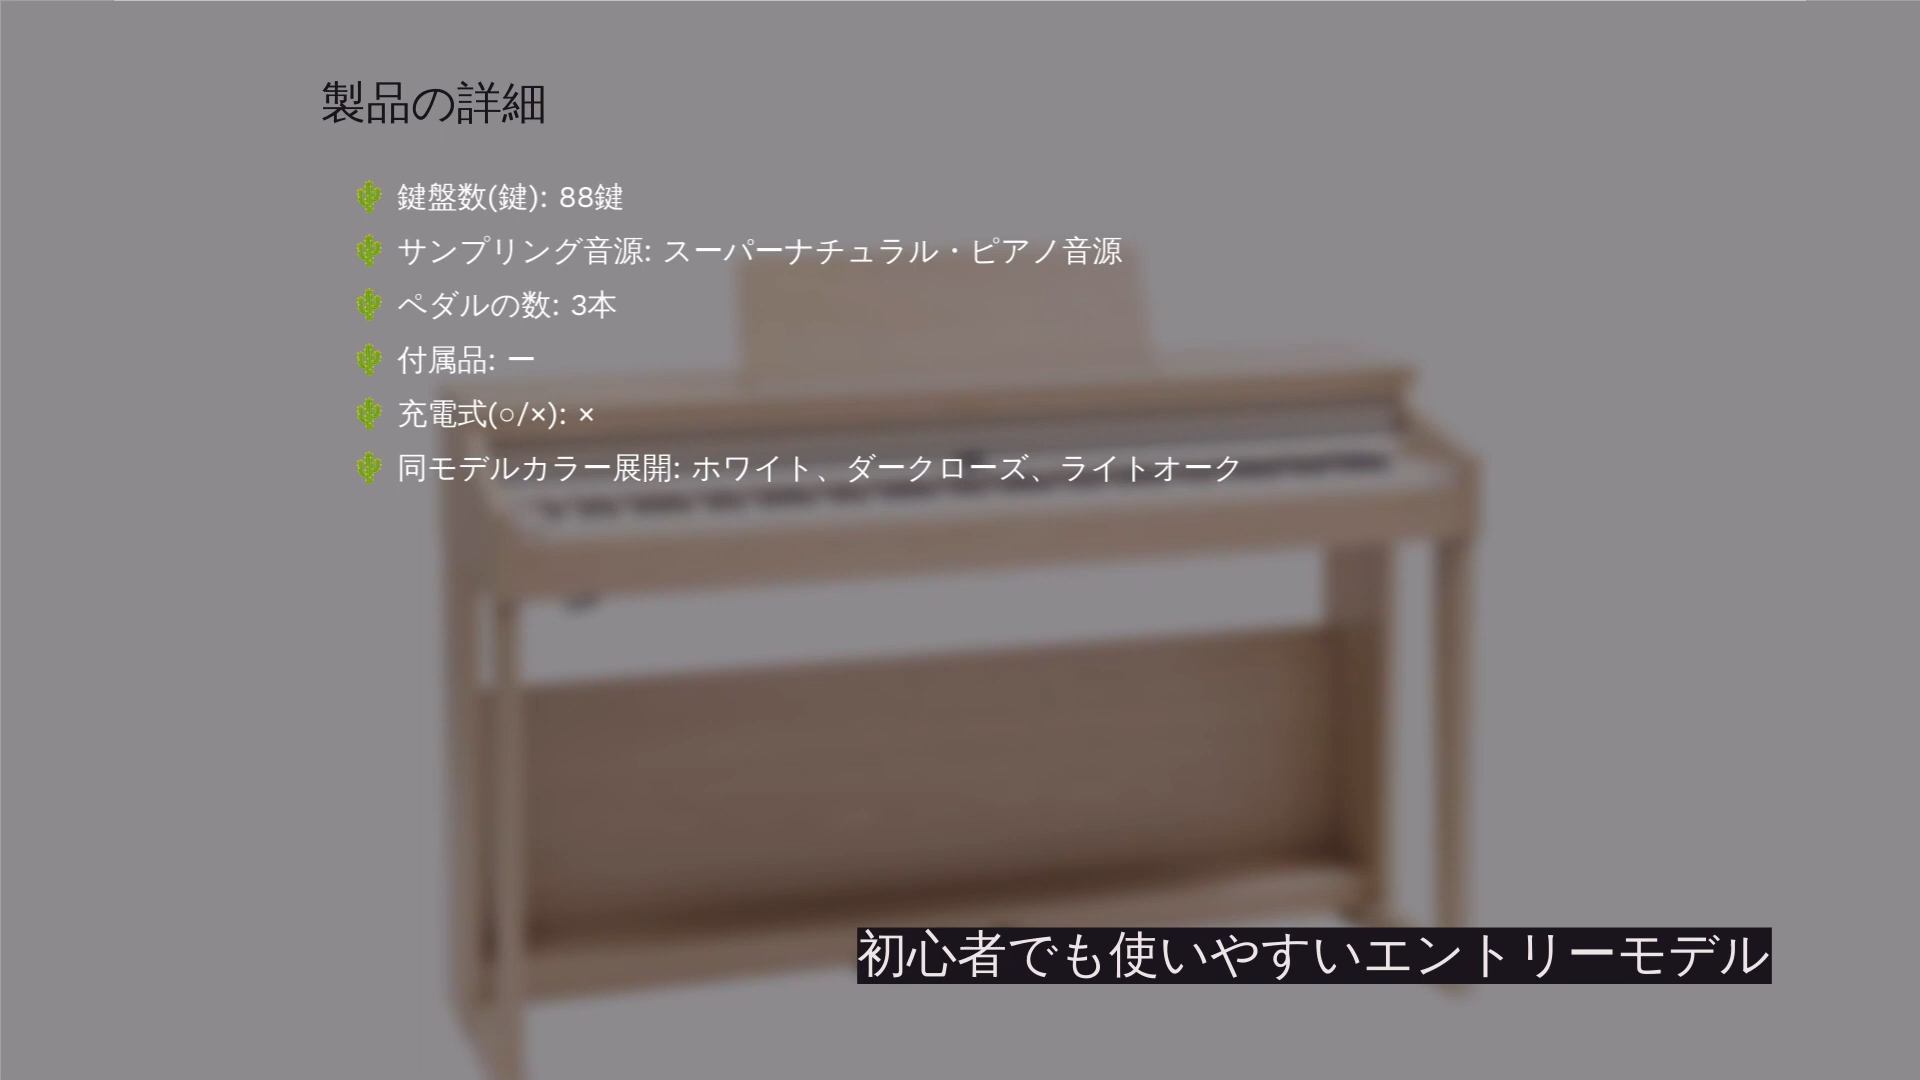 製品の詳細
鍵盤数(鍵): 88鍵
サンプリング音源: スーパーナチュラル・ピアノ音源
ペダルの数: 3本
付属品: ー
充電式(○/×): ×
同モデルカラー展開: ホワイト、ダークローズ、ライトオーク
初心者でも使いやすいエントリーモデル